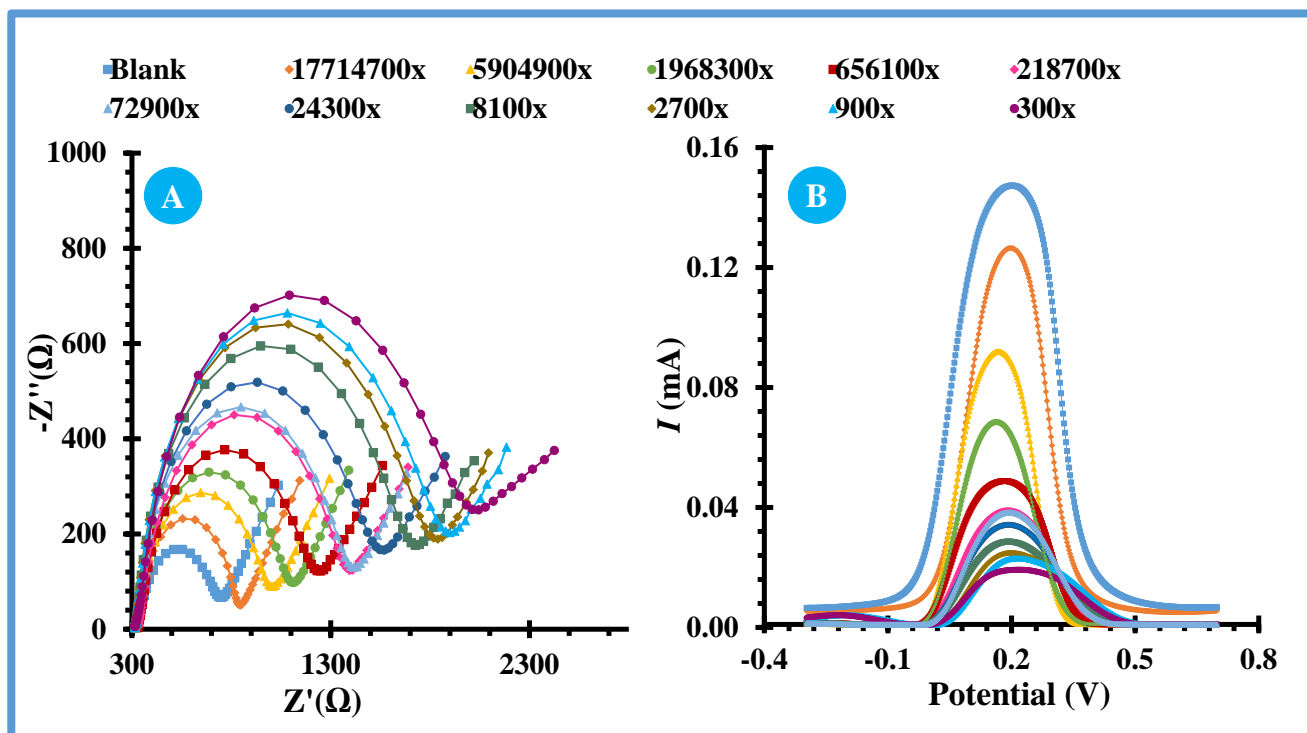 Blank 17714700x 5904900x 1968300x 656100x 218700x
72900x 24300x 8100x 2700x 900x 300x
A
1000
800
600
400
200
0
300 1300 2300
-Z''(Ω)
Z'(Ω)
B
0.16
0.12
0.08
0.04
0.00
-0.4 -0.1 0.2 0.5 0.8
I (mA)
Potential (V)